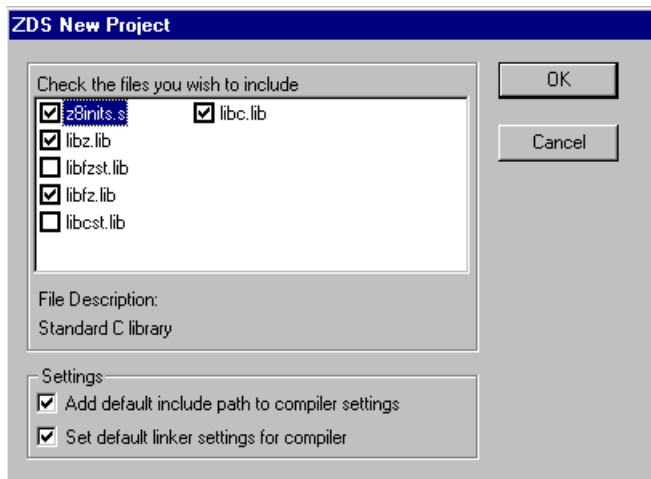 ZDS New Project
Check the files you wish to include
OK
z8inits.s
libc.lib
libz.lib
Cancel
libfzst.lib
libfz.lib
libcst.lib
File Description:
Standard C library
Settings
Add default include path to compiler settings
Set default linker settings for compiler